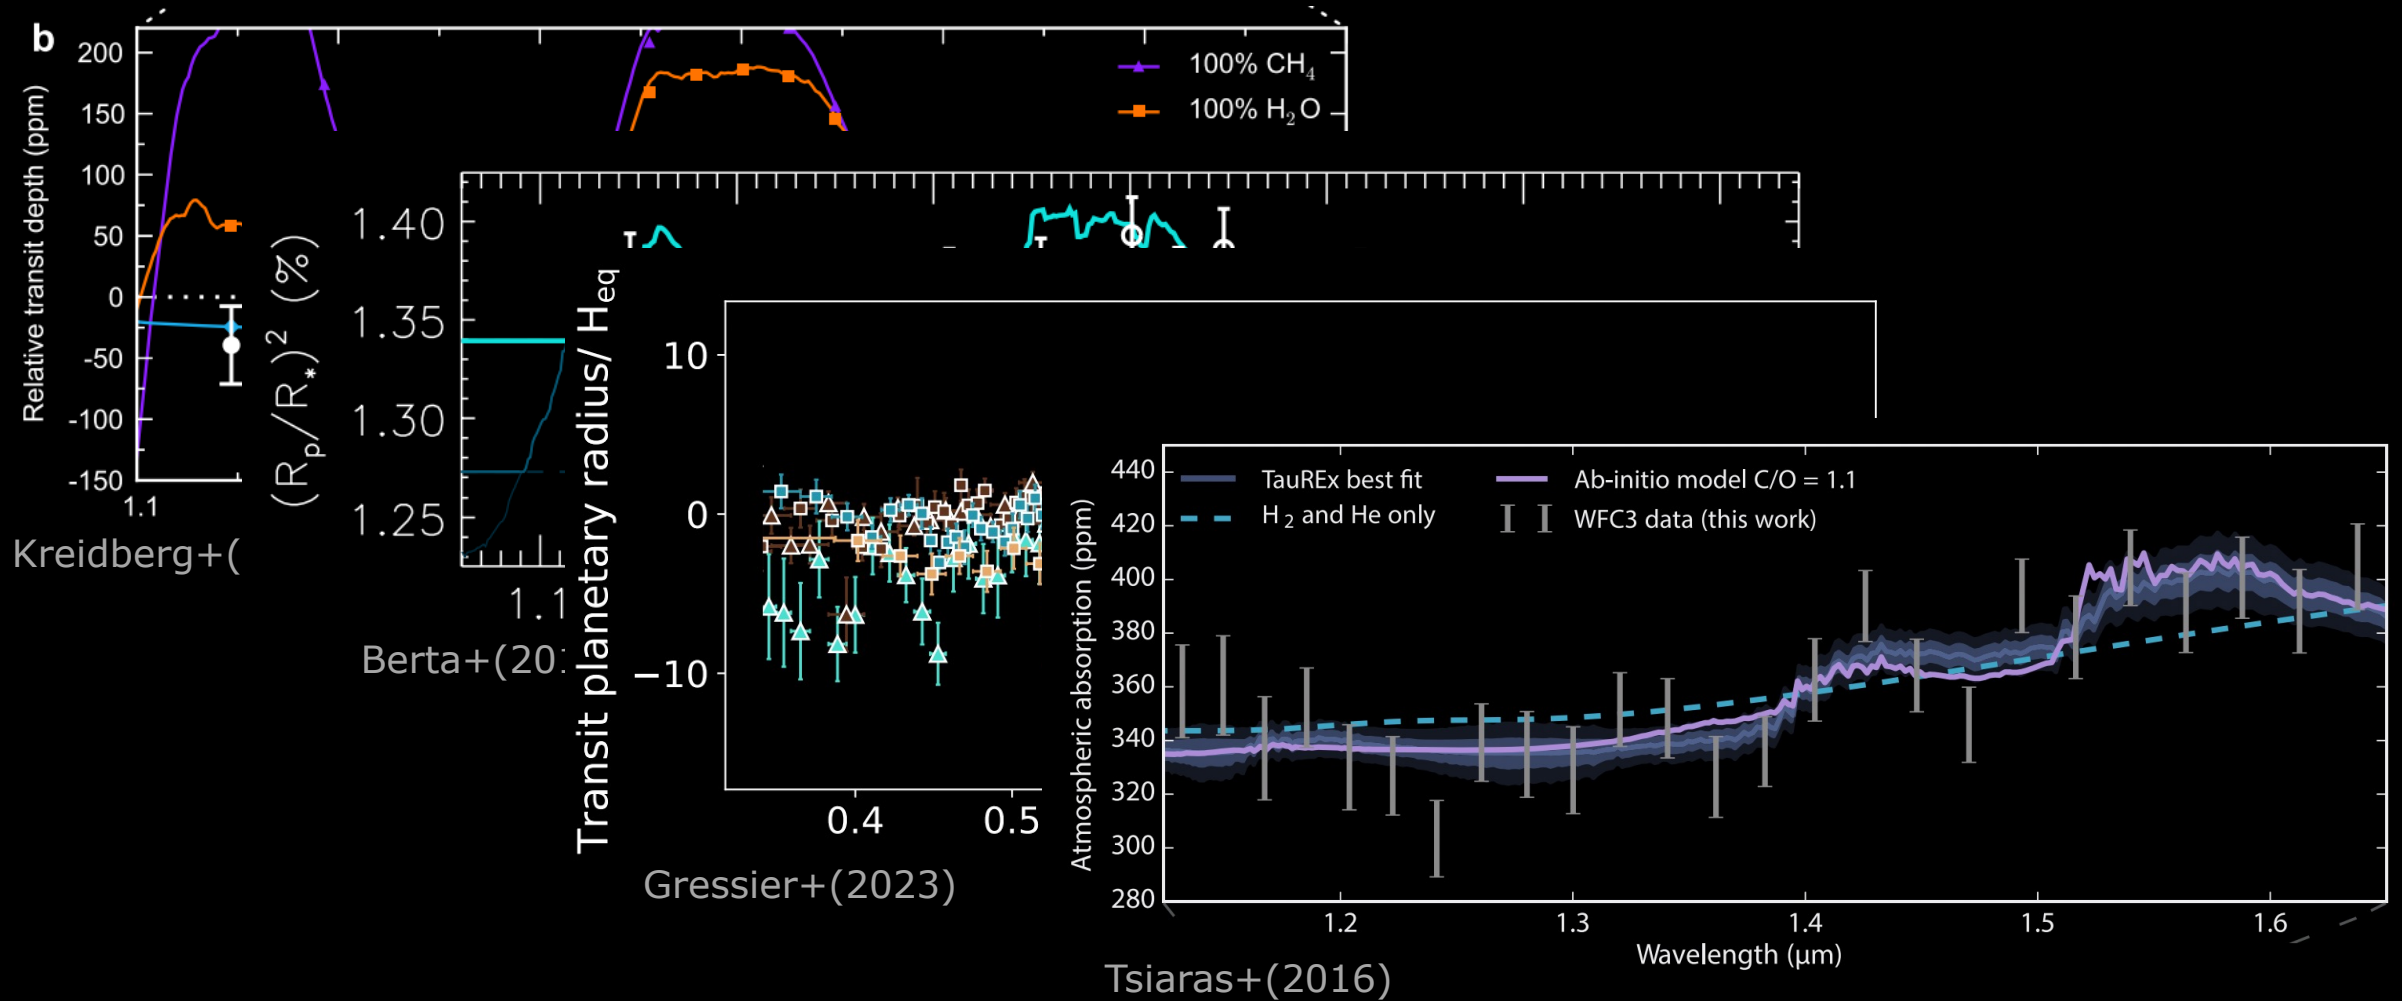 b
Relative transit depth (ppm)
200
150
100
50
0
-50
-100
-150
1.1
100% CH₄
100% H₂O
Kreidberg+(
(Rₚ/R*)² (%)
1.40
1.35
1.30
1.25
1.1
Berta+(20
Transit planetary radius/ Heq
10
0
−10
0.4
0.5
Gressier+(2023)
Atmospheric absorption (ppm)
440
420
400
380
360
340
320
300
280
TauREx best fit
H₂ and He only
Ab-initio model C/O = 1.1
WFC3 data (this work)
1.2
1.3
1.4
1.5
1.6
Wavelength (μm)
Tsiaras+(2016)